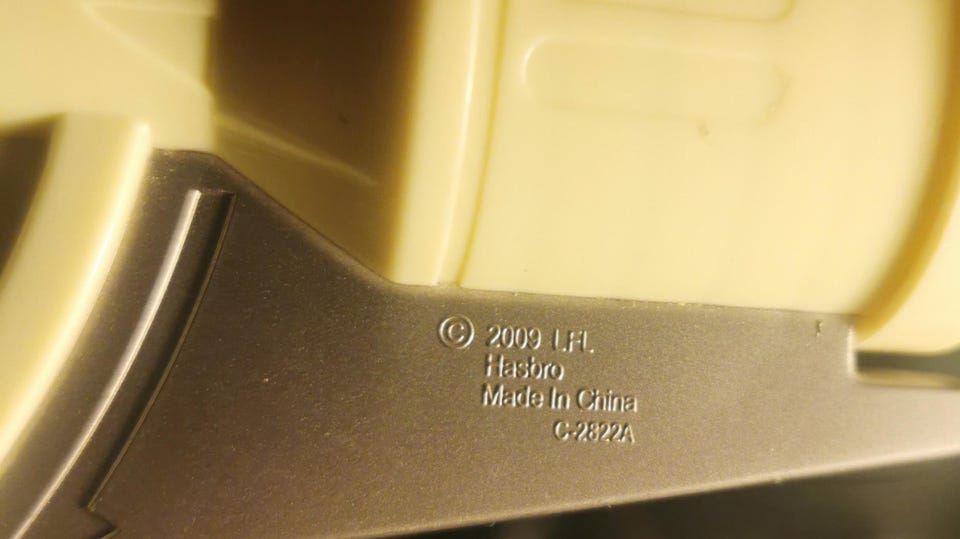 © 2009 LFL
Hasbro
Made In China
C-2822A